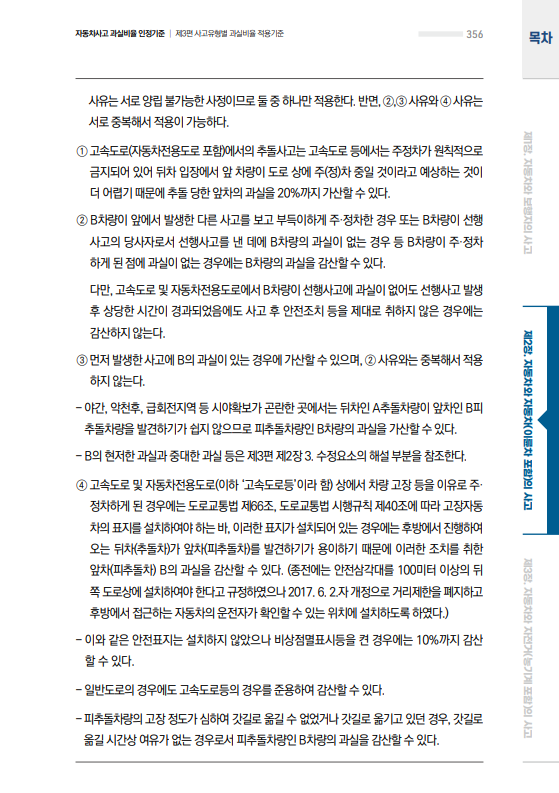 자동차사고 과실비율 인정기준 | 제3편 사고유형별 과실비율 적용기준
356
목차
사유는 서로 양립 불가능한 사정이므로 둘 중 하나만 적용한다. 반면, ②,③ 사유와 ④ 사유는
서로 중복해서 적용이 가능하다.
① 고속도로(자동차전용도로 포함)에서의 추돌사고는 고속도로 등에서는 주정차가 원칙적으로
금지되어 있어 뒤차 입장에서 앞 차량이 도로 상에 주(정)차 중일 것이라고 예상하는 것이
더 어렵기 때문에 추돌 당한 앞차의 과실을 20%까지 가산할 수 있다.
② B차량이 앞에서 발생한 다른 사고를 보고 부득이하게 주·정차한 경우 또는 B차량이 선행
사고의 당사자로서 선행사고를 낸 데에 B차량의 과실이 없는 경우 등 B차량이 주·정차
하게 된 점에 과실이 없는 경우에는 B차량의 과실을 감산할 수 있다.
다만, 고속도로 및 자동차전용도로에서 B차량이 선행사고에 과실이 없어도 선행사고 발생
후 상당한 시간이 경과되었음에도 사고 후 안전조치 등을 제대로 취하지 않은 경우에는
감산하지 않는다.
③ 먼저 발생한 사고에 B의 과실이 있는 경우에 가산할 수 있으며, ② 사유와는 중복해서 적용
하지 않는다.
- 야간, 악천후, 급회전지역 등 시야확보가 곤란한 곳에서는 뒤차인 A추돌차량이 앞차인 B피
추돌차량을 발견하기가 쉽지 않으므로 피추돌차량인 B차량의 과실을 가산할 수 있다.
- B의 현저한 과실과 중대한 과실 등은 제3편 제2장 3. 수정요소의 해설 부분을 참조한다.
④ 고속도로 및 자동차전용도로(이하 '고속도로등'이라 함) 상에서 차량 고장 등을 이유로 주·
정차하게 된 경우에는 도로교통법 제66조, 도로교통법 시행규칙 제40조에 따라 고장자동
차의 표지를 설치하여야 하는 바, 이러한 표지가 설치되어 있는 경우에는 후방에서 진행하여
오는 뒤차(추돌차)가 앞차(피추돌차)를 발견하기가 용이하기 때문에 이러한 조치를 취한
앞차(피추돌차) B의 과실을 감산할 수 있다. (종전에는 안전삼각대를 100미터 이상의 뒤
쪽 도로상에 설치하여야 한다고 규정하였으나 2017. 6. 2.자 개정으로 거리제한을 폐지하고
후방에서 접근하는 자동차의 운전자가 확인할 수 있는 위치에 설치하도록 하였다.)
- 이와 같은 안전표지는 설치하지 않았으나 비상점멸표시등을 켠 경우에는 10%까지 감산
할 수 있다.
- 일반도로의 경우에도 고속도로등의 경우를 준용하여 감산할 수 있다.
- 피추돌차량의 고장 정도가 심하여 갓길로 옮길 수 없었거나 갓길로 옮기고 있던 경우, 갓길로
옮길 시간상 여유가 없는 경우로서 피추돌차량인 B차량의 과실을 감산할 수 있다.
제1장. 자동차와 보행자의 사고
제2장. 자동차와 자동차(이륜차 포함)의 사고
제3장. 자동차와 자전거(농기계 포함)의 사고